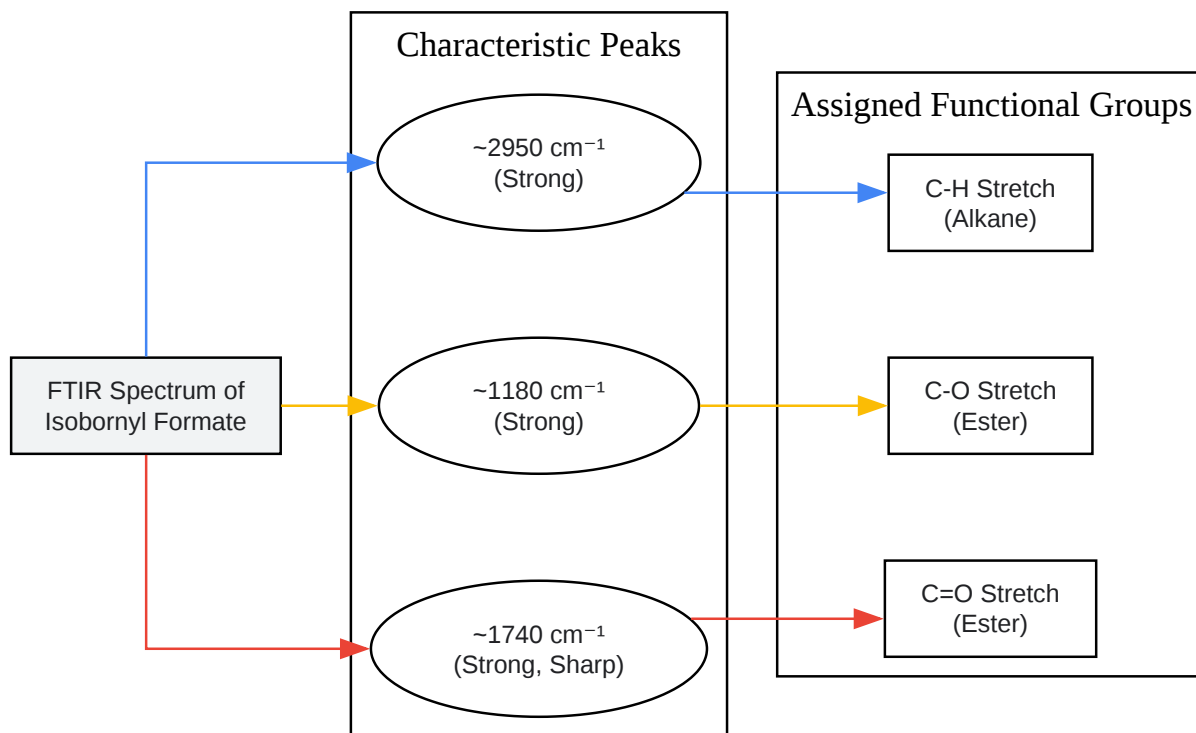 Characteristic Peaks
Assigned Functional Groups
~2950 cm⁻¹
(Strong)
C-H Stretch
(Alkane)
FTIR Spectrum of
Isobornyl Formate
~1180 cm⁻¹
(Strong)
C-O Stretch
(Ester)
~1740 cm⁻¹
(Strong, Sharp)
C=O Stretch
(Ester)